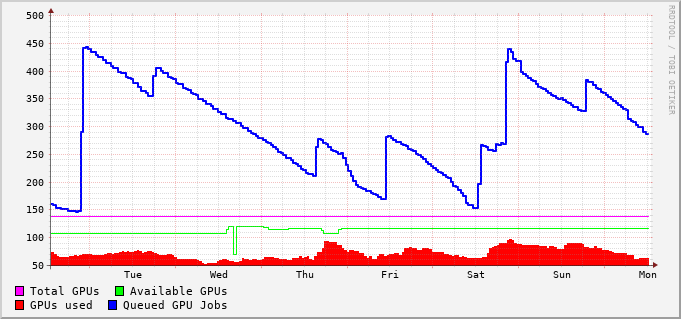 RRDTOOL / TOBI OETIKER
500
450
400
350
300
250
200
150
100
50
Tue Wed Thu Fri Sat Sun Mon
Total GPUs Available GPUs
GPUs used Queued GPU Jobs